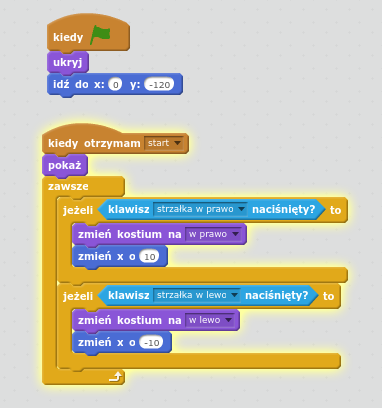 kiedy
ukryj
idź do x: 0 y: -120
kiedy otrzymam start
pokaż
zawsze
jeżeli klawisz strzałka w prawo naciśnięty? to
zmień kostium na w prawo
zmień x o 10
jeżeli klawisz strzałka w lewo naciśnięty? to
zmień kostium na w lewo
zmień x o -10